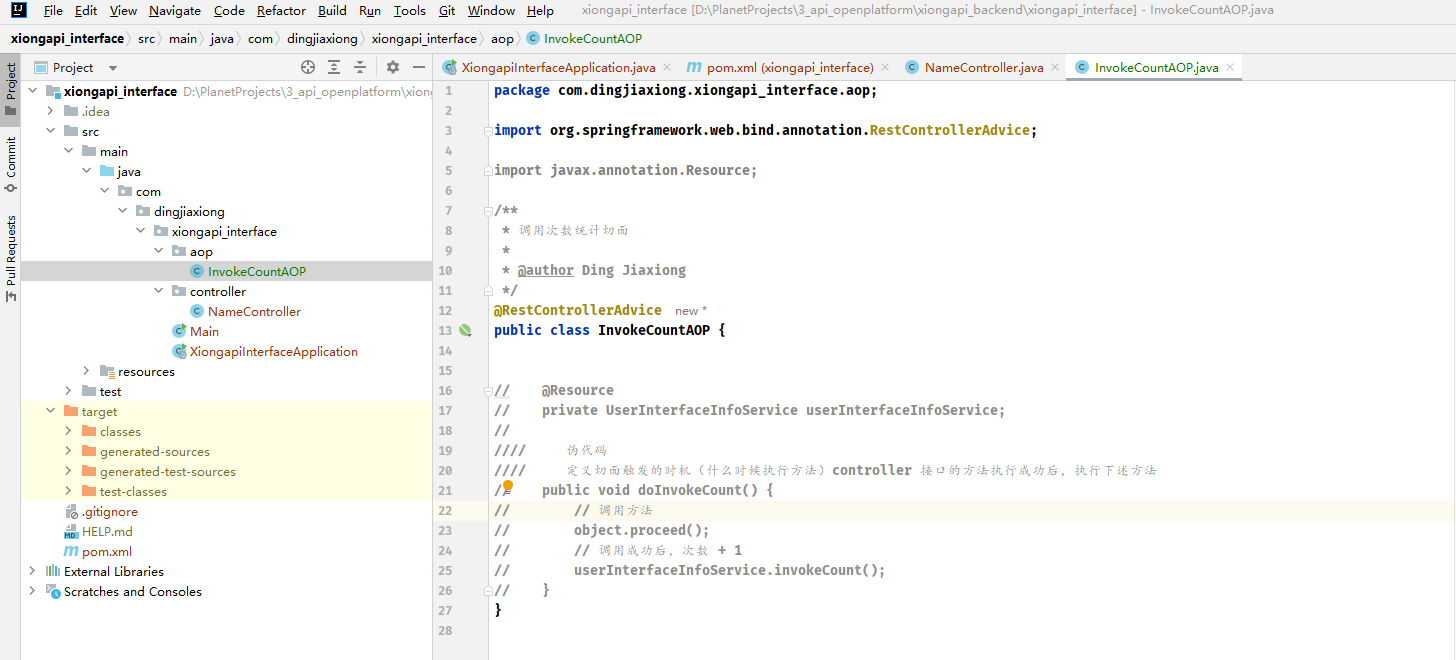 File Edit View Navigate Code Refactor Build Run Tools Git Window Help xiongapi_interface [D:\PlanetProjects\3_api_openplatform\xiongapi_backend\xiongapi_interface] - InvokeCountAOP.java
xiongapi_interface src main java com dingjiaxiong xiongapi_interface aop InvokeCountAOP
Project
Commit
Pull Requests
Project
xiongapi_interface D:\PlanetProjects\3_api_openplatform\xiong
.idea
src
main
java
com
dingjiaxiong
xiongapi_interface
aop
InvokeCountAOP
controller
NameController
Main
XiongapiInterfaceApplication
resources
test
target
classes
generated-sources
generated-test-sources
test-classes
.gitignore
HELP.md
pom.xml
External Libraries
Scratches and Consoles
XiongapiInterfaceApplication.java pom.xml (xiongapi_interface) NameController.java InvokeCountAOP.java
1 package com.dingjiaxiong.xiongapi_interface.aop;
2
3 import org.springframework.web.bind.annotation.RestControllerAdvice;
4
5 import javax.annotation.Resource;
6
7 /**
8 * 调用次数统计切面
9 *
10 * @author Ding Jiaxiong
11 */
12 @RestControllerAdvice new *
13 public class InvokeCountAOP {
14
15
16 // @Resource
17 // private UserInterfaceInfoService userInterfaceInfoService;
18 //
19 //// 伪代码
20 //// 定义切面触发的时机（什么时候执行方法）controller 接口的方法执行成功后，执行下述方法
21 // public void doInvokeCount() {
22 // // 调用方法
23 // object.proceed();
24 // // 调用成功后，次数 + 1
25 // userInterfaceInfoService.invokeCount();
26 // }
27 }
28